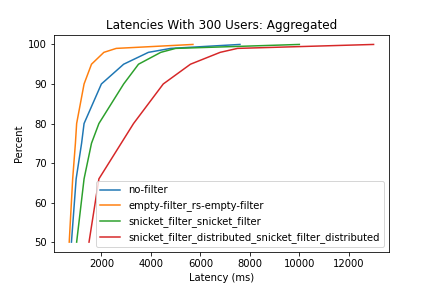 Latencies With 300 Users: Aggregated
100
90
80
70
60
50
Percent
no-filter
empty-filter_rs-empty-filter
snicket_filter_snicket_filter
snicket_filter_distributed_snicket_filter_distributed
2000 4000 6000 8000 10000 12000
Latency (ms)